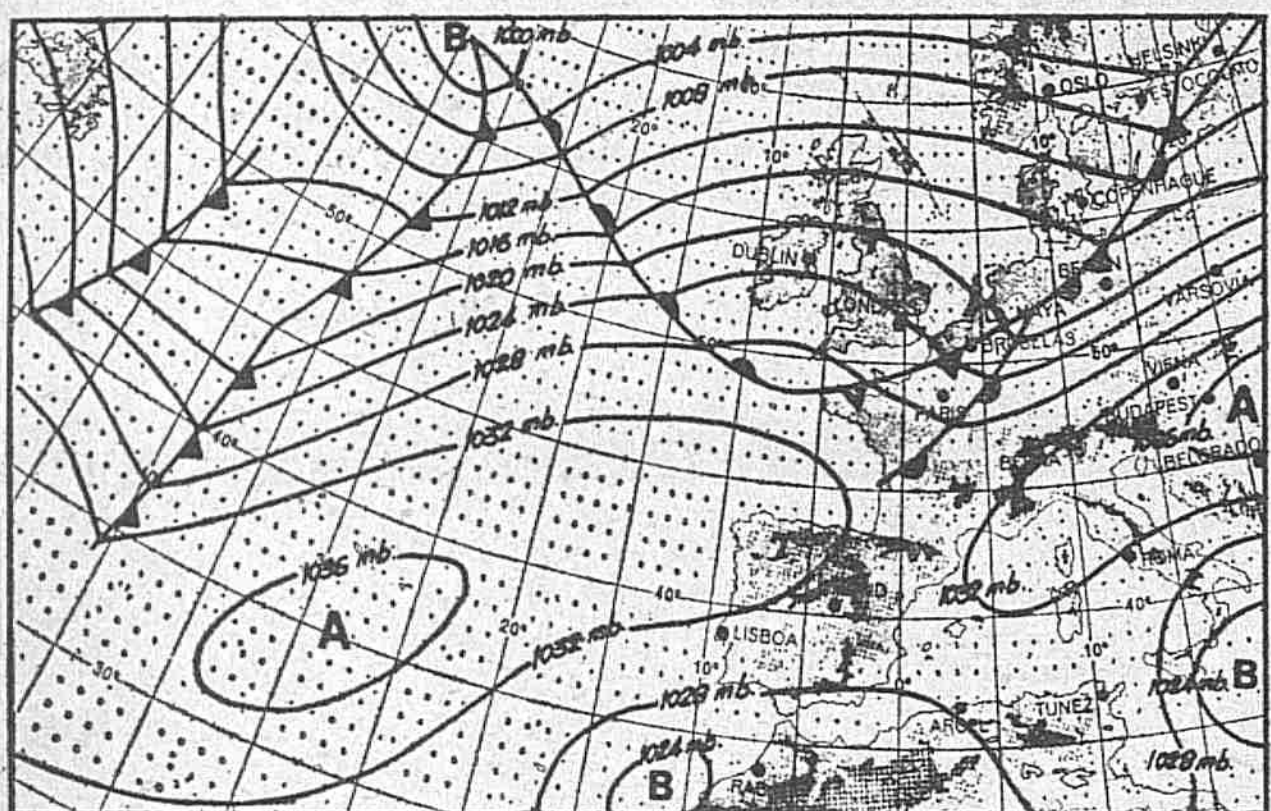 B 1000 mb.
1004 mb.
HELSINKI
OSLO
ESTOCOLMO
1008 mb.
20°
10°
10°
20°
50°
1012 mb.
COPENHAGUE
1016 mb.
DUBLIN
1020 mb.
VARSOVIA
1024 mb.
LONDRES
BRUSELAS
50°
1028 mb.
VIENA
PARIS
BUDAPEST
A
1032 mb.
BELGRADO
40°
1036 mb.
ROMA
1032 mb.
A
20°
40°
40°
1032 mb.
LISBOA
30°
10°
10°
1028 mb.
1024 mb.
B
TUNEZ
ARGEL
1024 mb.
B
1028 mb.